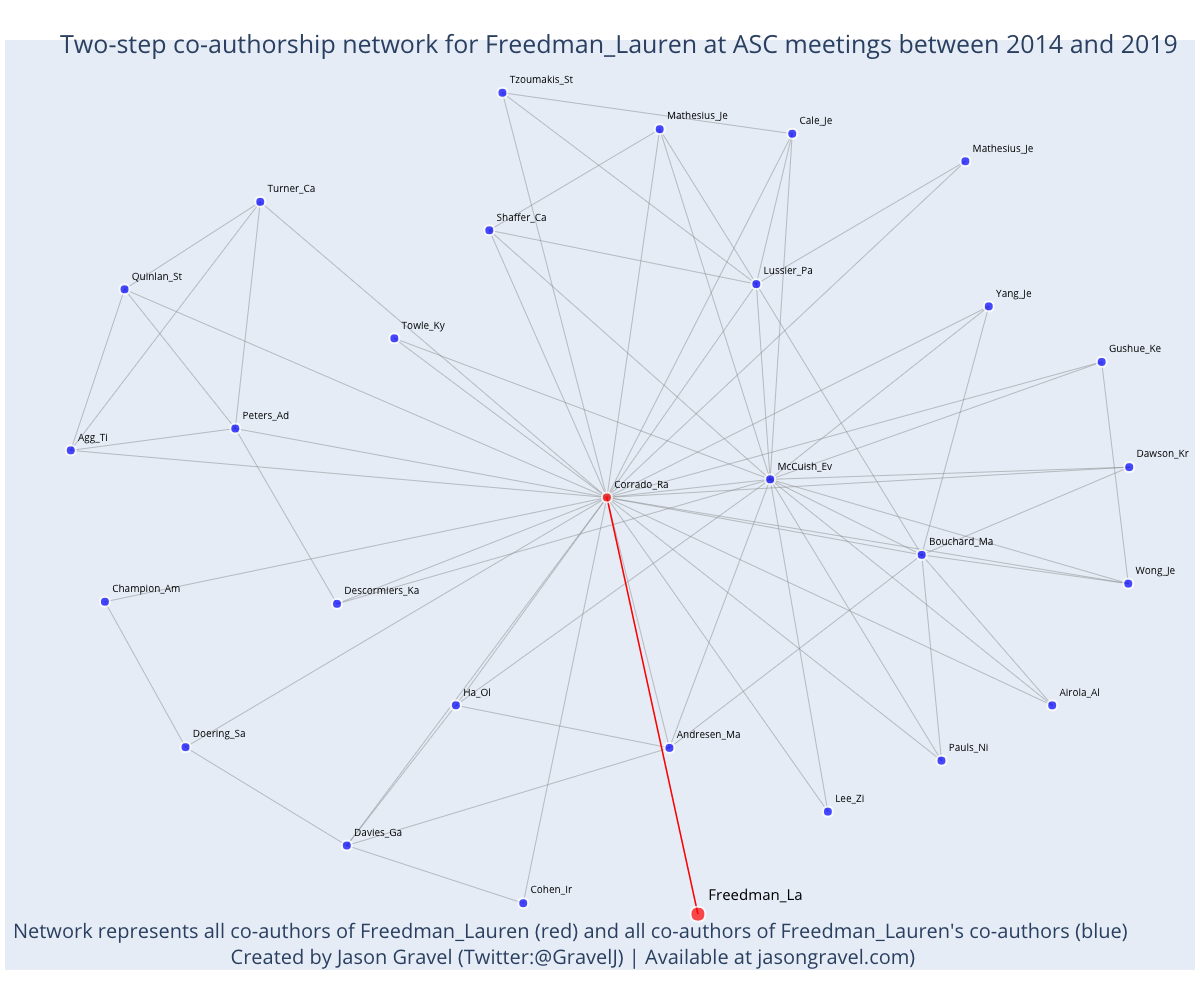 Two-step co-authorship network for Freedman_Lauren at ASC meetings between 2014 and 2019
Tzoumakis_St
Mathesius_Je
Cale_Je
Mathesius_Je
Turner_Ca
Shaffer_Ca
Quinlan_St
Lussier_Pa
Yang_Je
Towle_Ky
Gushue_Ke
Peters_Ad
Agg_Ti
Dawson_Kr
McCuish_Ev
Corrado_Ra
Bouchard_Ma
Wong_Je
Champion_Am
Descormiers_Ka
Ha_Ol
Airola_Al
Doering_Sa
Andresen_Ma
Pauls_Ni
Lee_Zi
Davies_Ga
Cohen_Ir
Freedman_La
Network represents all co-authors of Freedman_Lauren (red) and all co-authors of Freedman_Lauren's co-authors (blue)
Created by Jason Gravel (Twitter:@GravelJ) | Available at jasongravel.com)